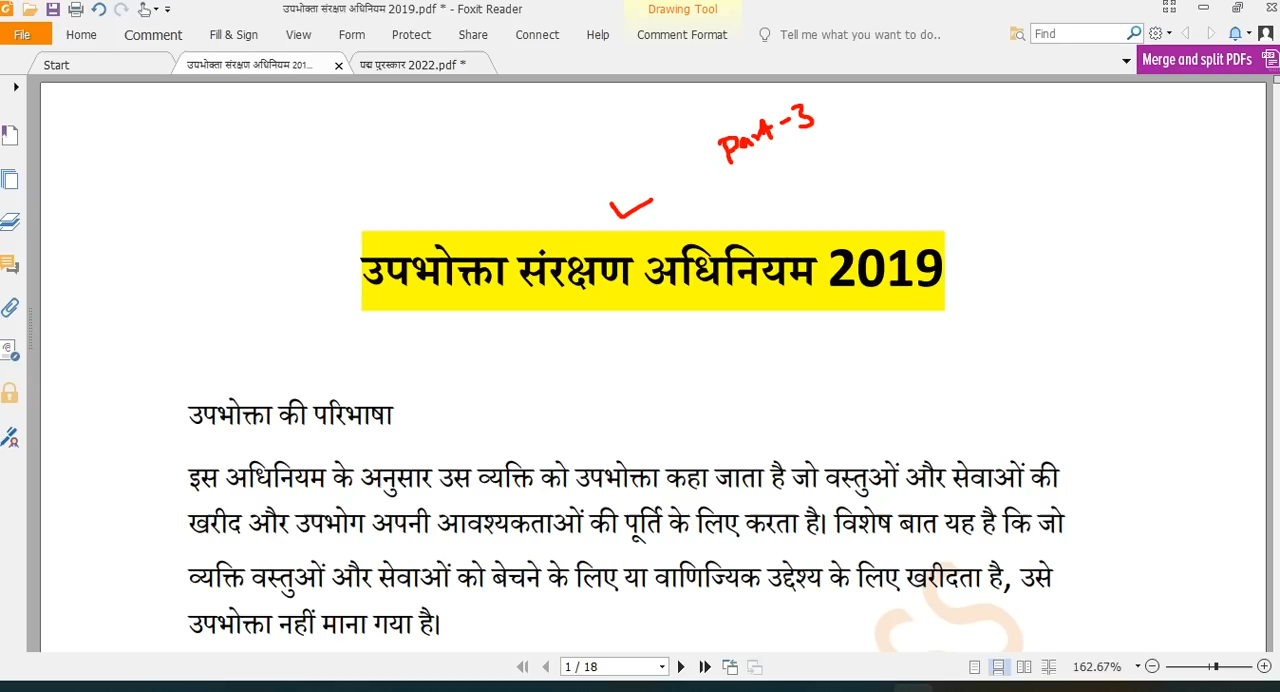 उपभोक्ता संरक्षण अधिनियम 2019.pdf * - Foxit Reader
Drawing Tool
File Home Comment Fill & Sign View Form Protect Share Connect Help Comment Format Tell me what you want to do.. Find
Start उपभोक्ता संरक्षण अधिनियम 201... पद्म पुरस्कार 2022.pdf * Merge and split PDFs
Part-3
उपभोक्ता संरक्षण अधिनियम 2019
उपभोक्ता की परिभाषा
इस अधिनियम के अनुसार उस व्यक्ति को उपभोक्ता कहा जाता है जो वस्तुओं और सेवाओं की
खरीद और उपभोग अपनी आवश्यकताओं की पूर्ति के लिए करता है। विशेष बात यह है कि जो
व्यक्ति वस्तुओं और सेवाओं को बेचने के लिए या वाणिज्यिक उद्देश्य के लिए खरीदता है, उसे
उपभोक्ता नहीं माना गया है।
1 / 18 162.67%